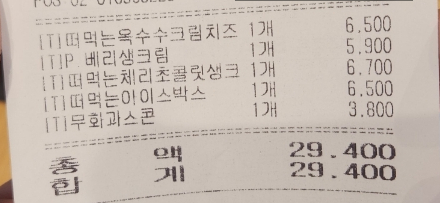 [T]떠먹는옥수수크림치즈 1개 6,500
[T]P 베리생크림 1개 5,900
[T]떠먹는체리초콜릿생크 1개 6,700
[T]떠먹는아이스박스 1개 6,500
[T]무화과스콘 1개 3,800
총 액 29.400
합 계 29.400